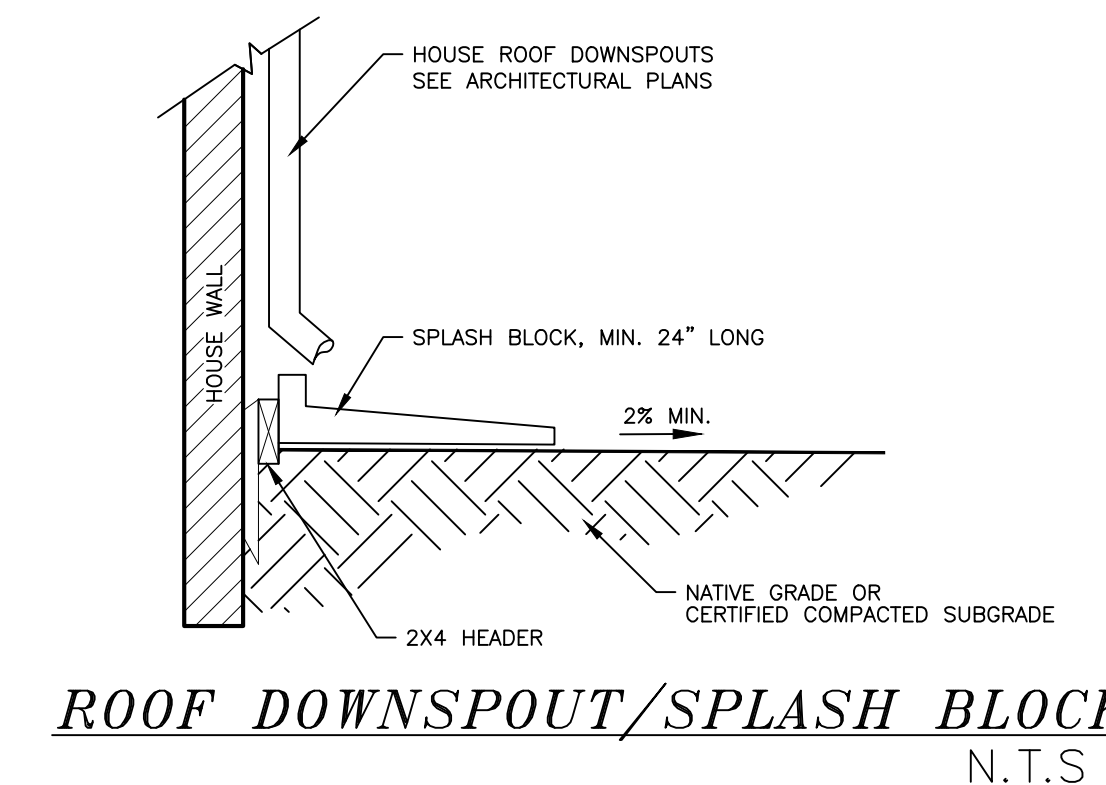 HOUSE ROOF DOWNSPOUTS
SEE ARCHITECTURAL PLANS
HOUSE WALL
SPLASH BLOCK, MIN. 24” LONG
2% MIN.
NATIVE GRADE OR
CERTIFIED COMPACTED SUBGRADE
2X4 HEADER
ROOF DOWNSPOUT/SPLASH BLOCK
N.T.S